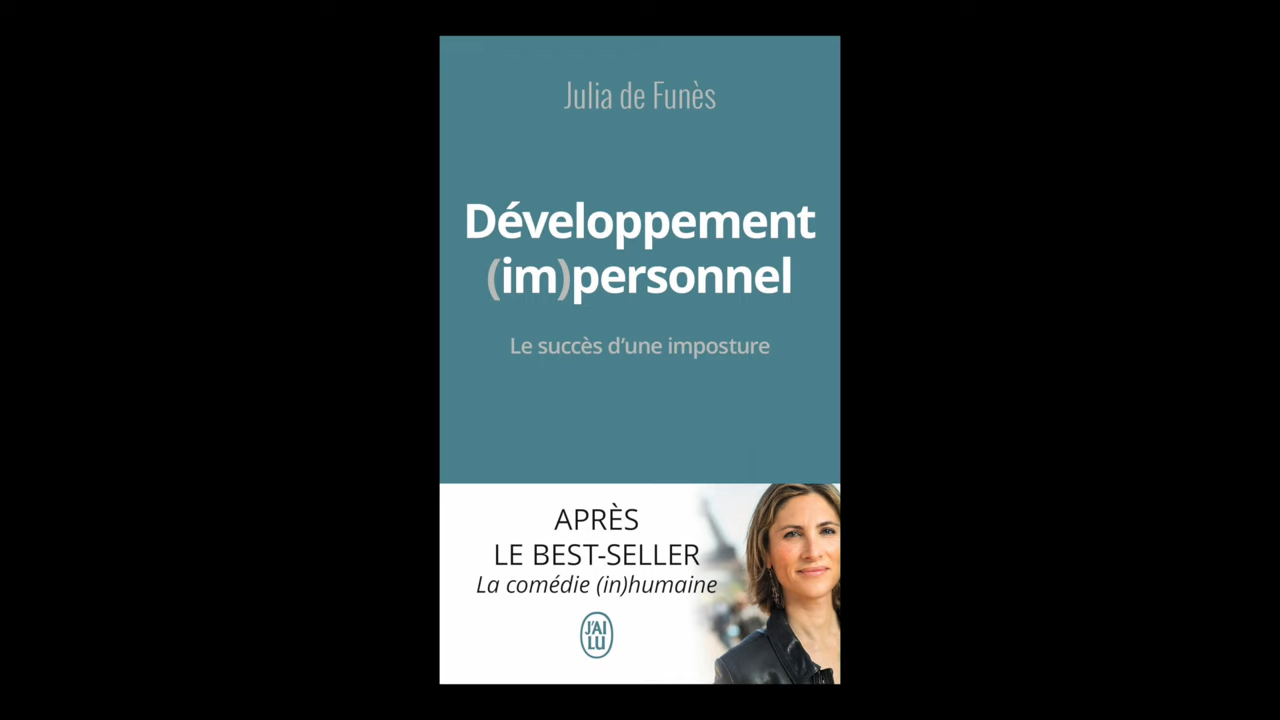 Julia de Funès
Développement
(im)personnel
Le succès d'une imposture
APRÈS
LE BEST-SELLER
La comédie (in)humaine
J'AI
LU